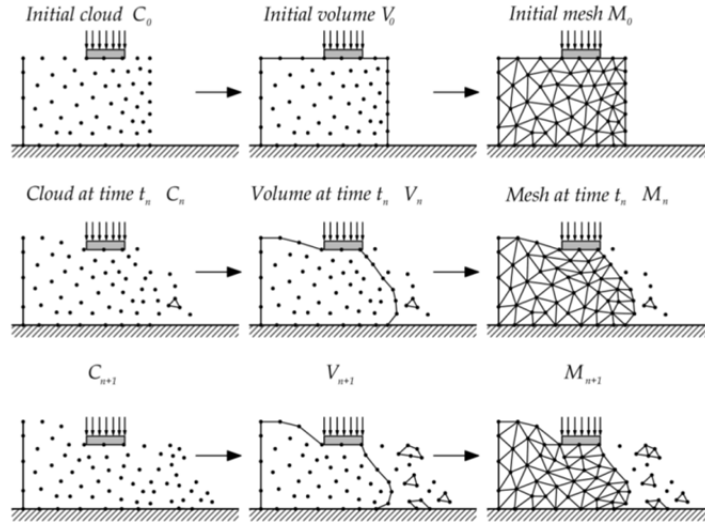 Initial cloud C₀
Initial volume V₀
Initial mesh M₀
Cloud at time tₙ Cₙ
Volume at time tₙ Vₙ
Mesh at time tₙ Mₙ
Cₙ₊₁
Vₙ₊₁
Mₙ₊₁